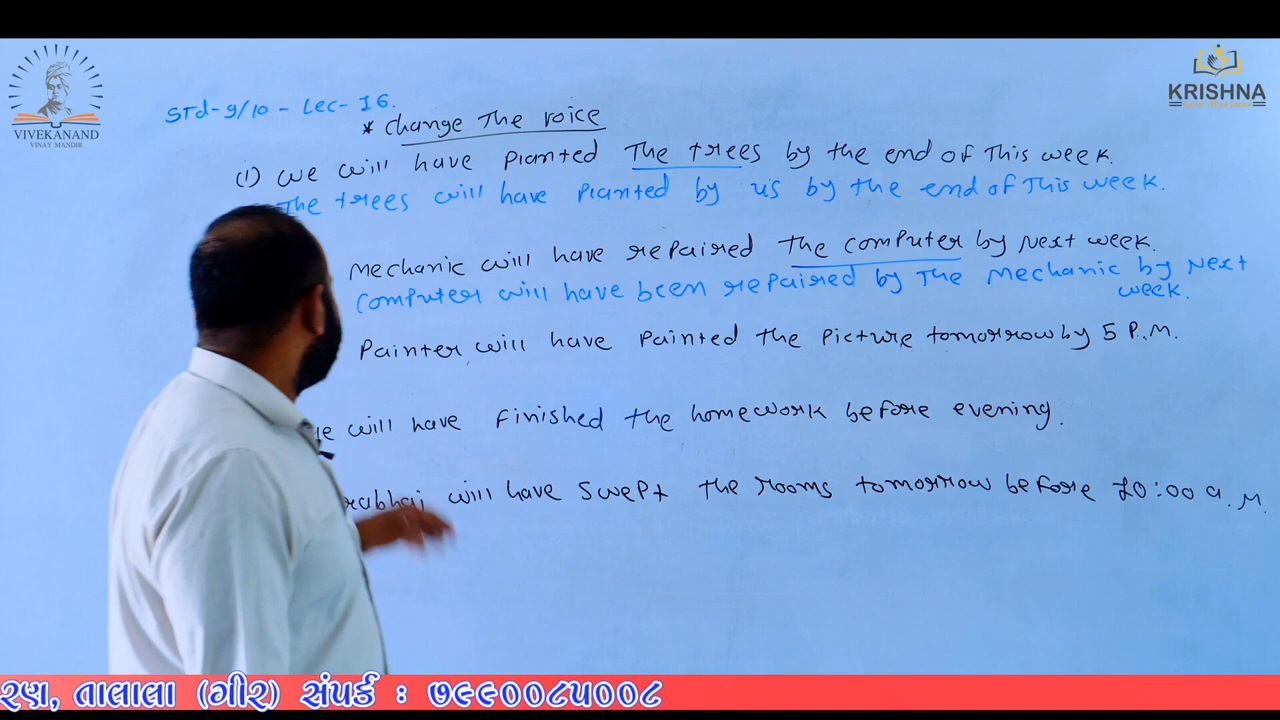 VIVEKANAND
VINAY MANDIR
KRISHNA
STd-9/10 - Lec-16.
* Change The voice
(1) We will have Planted The trees by the end of This week.
The trees will have Planted by us by the end of This week.
Mechanic will have repaired the computer by Next week.
Computer will have been repaired by The Mechanic by Next
week.
Painter will have Painted the Picture tomorrow by 5 P.M.
will have Finished the homework before evening.
will have Swept the rooms tomorrow before 10:00 a.M.
રણ, તાલાલા (ગીર) સંપર્ક : ૭૯૯૦૦૮૫૦૦૮